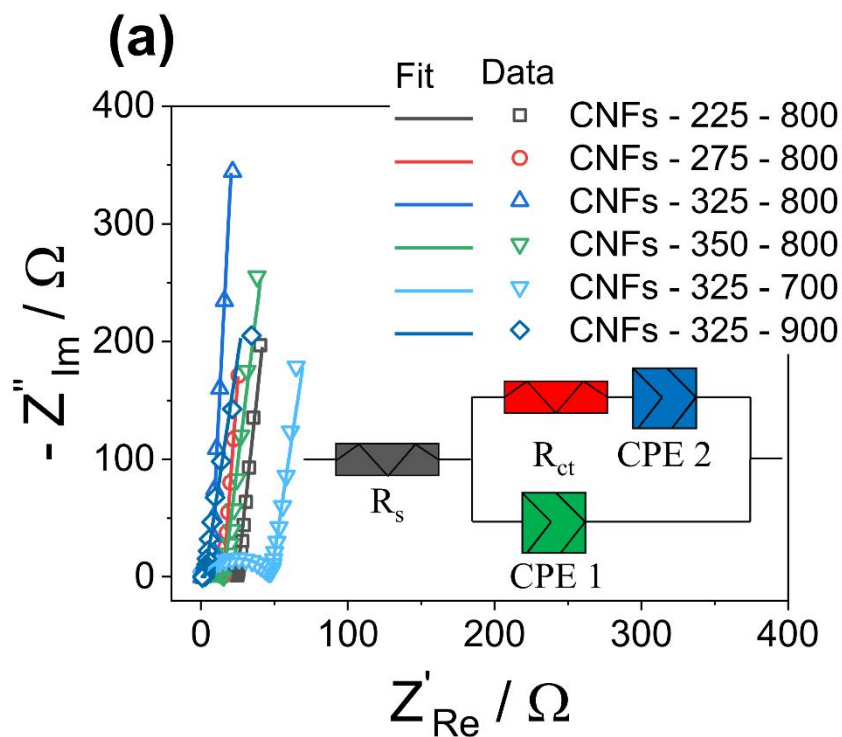 (a)
Fit Data
CNFs - 225 - 800
CNFs - 275 - 800
CNFs - 325 - 800
CNFs - 350 - 800
CNFs - 325 - 700
CNFs - 325 - 900
400
300
200
100
0
- Z''Im / Ω
Rs
Rct
CPE 2
CPE 1
0 100 200 300 400
Z'Re / Ω